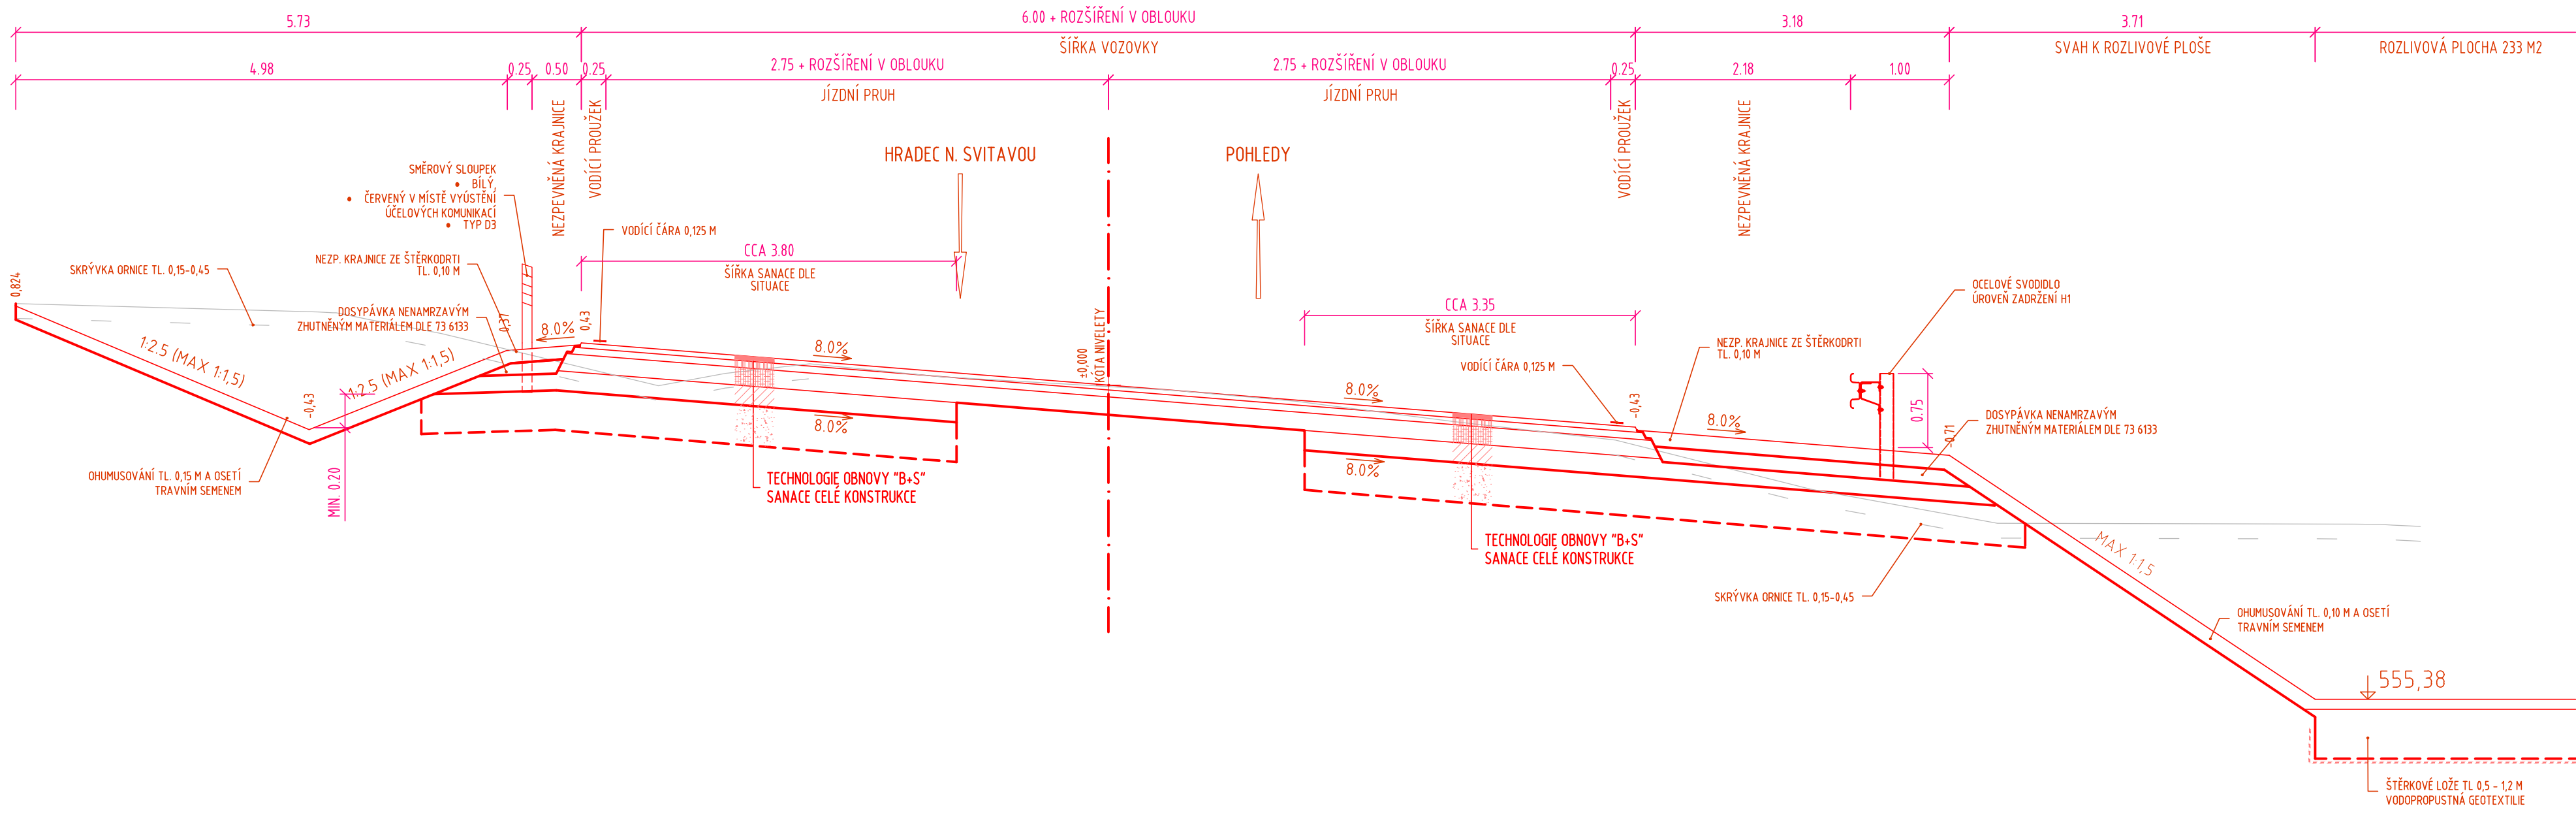 5.73
6.00 + ROZŠÍŘENÍ V OBLOUKU
3.18
3.71
ŠÍŘKA VOZOVKY
SVAH K ROZLIVOVÉ PLOŠE
ROZLIVOVÁ PLOCHA 233 M2
4.98
0.25
0.50
0.25
2.75 + ROZŠÍŘENÍ V OBLOUKU
2.75 + ROZŠÍŘENÍ V OBLOUKU
0.25
2.18
1.00
JÍZDNÍ PRUH
JÍZDNÍ PRUH
NEZPEVNĚNÁ KRAJNICE
VODÍCÍ PROUŽEK
VODÍCÍ PROUŽEK
NEZPEVNĚNÁ KRAJNICE
HRADEC N. SVITAVOU
POHLEDY
SMĚROVÝ SLOUPEK
• BÍLÝ,
• ČERVENÝ V MÍSTĚ VYÚSTĚNÍ
ÚČELOVÝCH KOMUNIKACÍ
• TYP D3
VODÍCÍ ČÁRA 0,125 M
CCA 3.80
ŠÍŘKA SANACE DLE
SITUACE
NEZP. KRAJNICE ZE ŠTĚRKODRTI
TL. 0,10 M
SKRÝVKA ORNICE TL. 0,15-0,45
0,824
DOSYPÁVKA NENAMRZAVÝM
ZHUTNĚNÝM MATERIÁLEM DLE 73 6133
0,37
8.0%
0,43
8.0%
±0,000
KÓTA NIVELETY
CCA 3.35
ŠÍŘKA SANACE DLE
SITUACE
OCELOVÉ SVODIDLO
ÚROVEŇ ZADRŽENÍ H1
NEZP. KRAJNICE ZE ŠTĚRKODRTI
TL. 0,10 M
VODÍCÍ ČÁRA 0,125 M
1:2.5 (MAX 1:1,5)
1:2.5 (MAX 1:1,5)
-0,43
8.0%
8.0%
-0,43
8.0%
0.75
-0,71
DOSYPÁVKA NENAMRZAVÝM
ZHUTNĚNÝM MATERIÁLEM DLE 73 6133
OHUMUSOVÁNÍ TL. 0,15 M A OSETÍ
TRAVNÍM SEMENEM
MIN. 0.20
TECHNOLOGIE OBNOVY "B+S"
SANACE CELÉ KONSTRUKCE
8.0%
TECHNOLOGIE OBNOVY "B+S"
SANACE CELÉ KONSTRUKCE
MAX 1:1,5
SKRÝVKA ORNICE TL. 0,15-0,45
OHUMUSOVÁNÍ TL. 0,10 M A OSETÍ
TRAVNÍM SEMENEM
555,38
ŠTĚRKOVÉ LOŽE TL 0,5 - 1,2 M
VODOPROPUSTNÁ GEOTEXTILIE